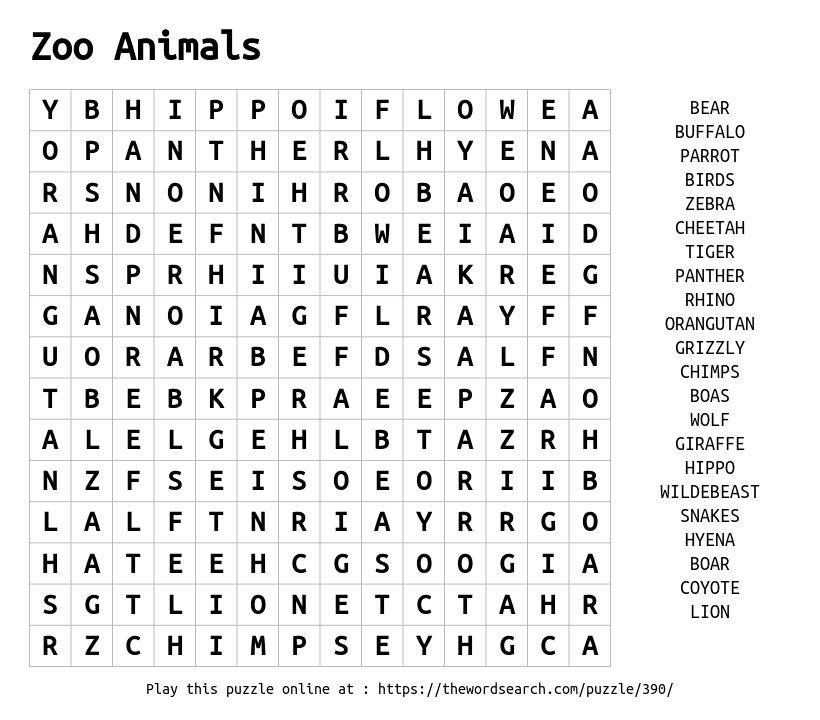 Zoo Animals
Y B H I P P O I F L O W E A
O P A N T H E R L H Y E N A
R S N O N I H R O B A O E O
A H D E F N T B W E I A I D
N S P R H I I U I A K R E G
G A N O I A G F L R A Y F F
U O R A R B E F D S A L F N
T B E B K P R A E E P Z A O
A L E L G E H L B T A Z R H
N Z F S E I S O E O R I I B
L A L F T N R I A Y R R G O
H A T E E H C G S O O G I A
S G T L I O N E T C T A H R
R Z C H I M P S E Y H G C A
BEAR
BUFFALO
PARROT
BIRDS
ZEBRA
CHEETAH
TIGER
PANTHER
RHINO
ORANGUTAN
GRIZZLY
CHIMPS
BOAS
WOLF
GIRAFFE
HIPPO
WILDEBEAST
SNAKES
HYENA
BOAR
COYOTE
LION
Play this puzzle online at : https://thewordsearch.com/puzzle/390/